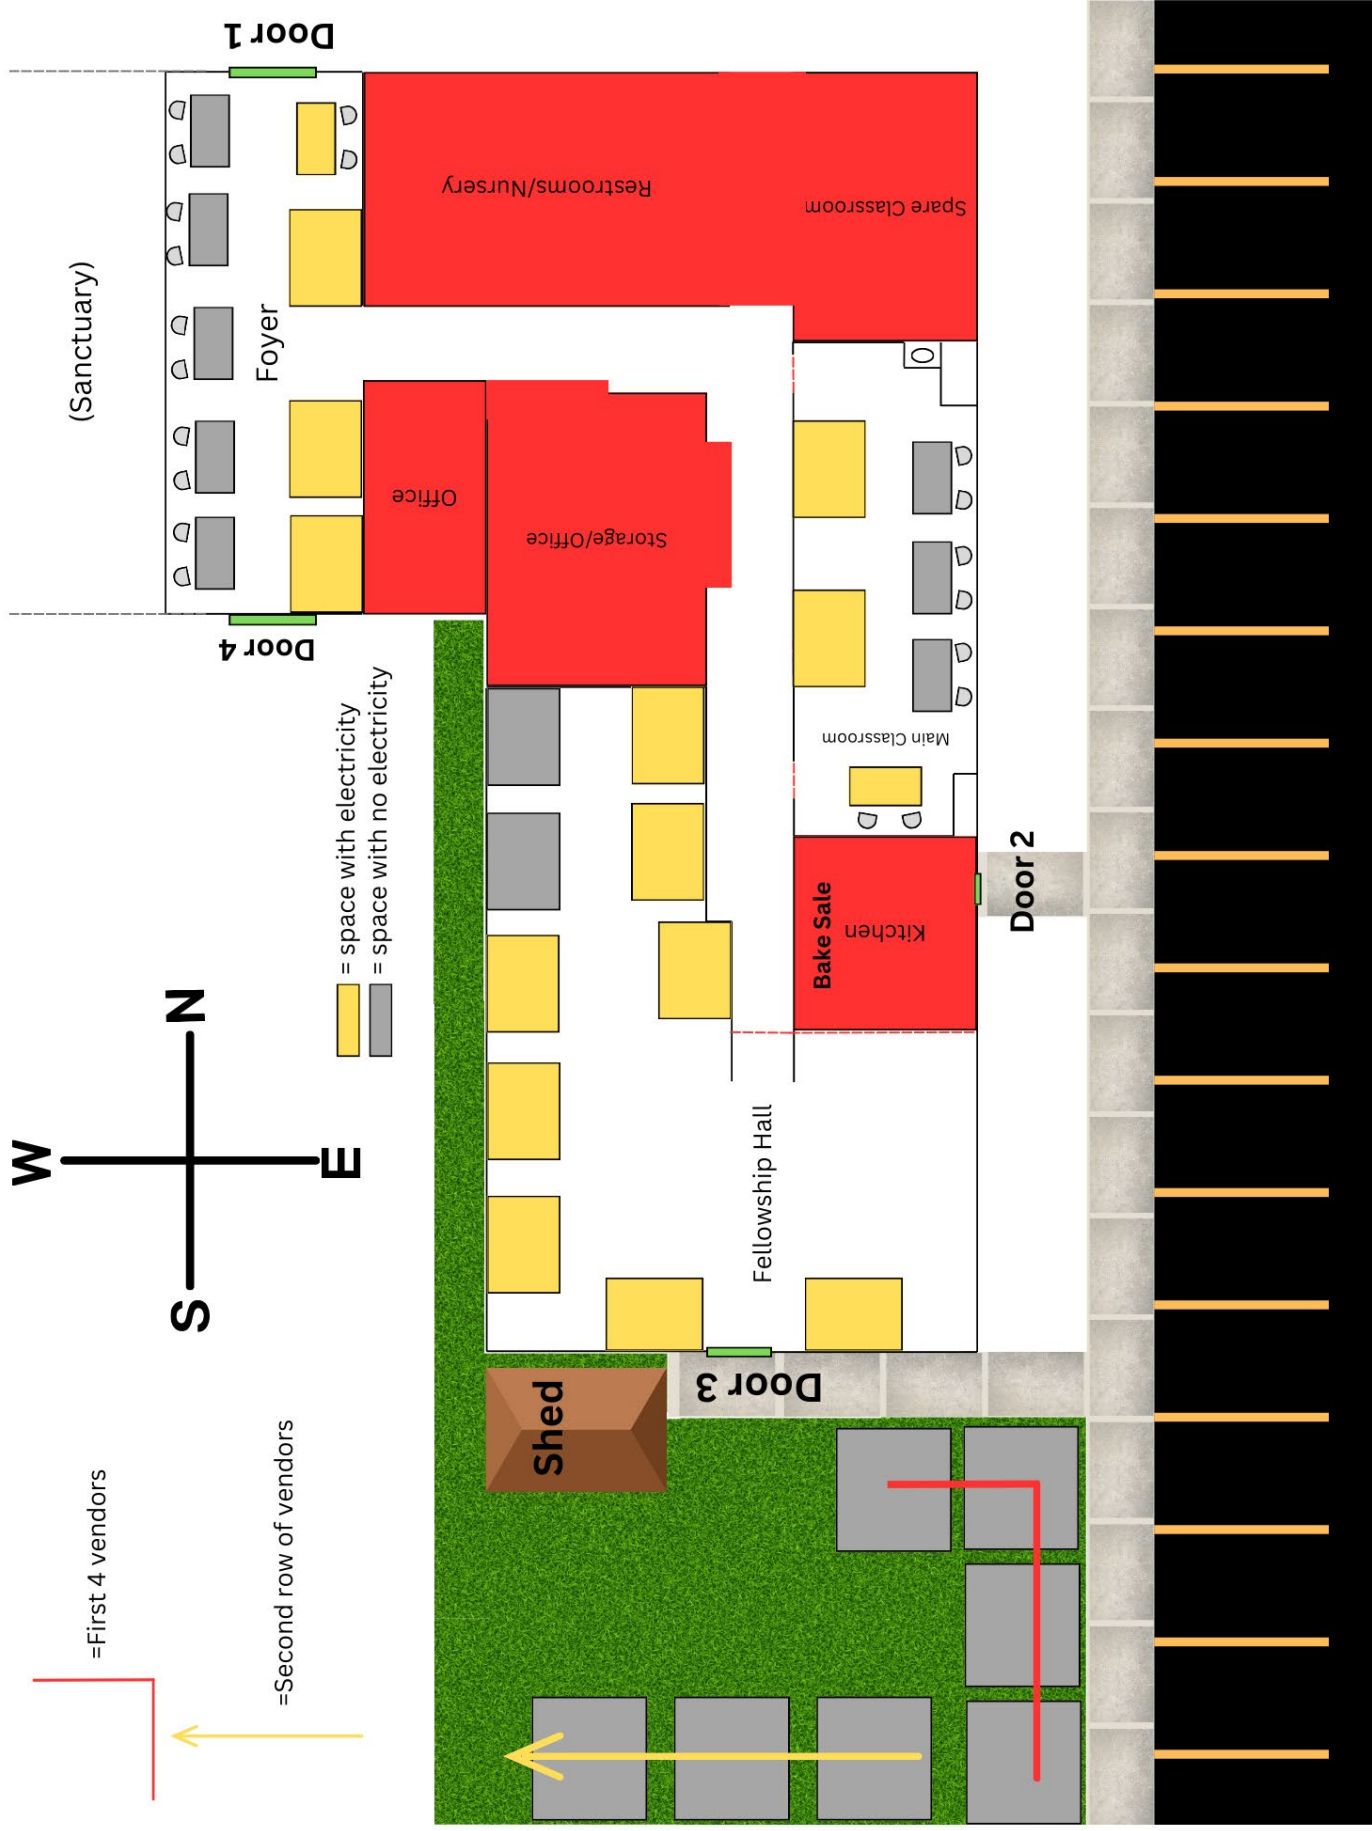 Door 1
(Sanctuary)
Foyer
Restrooms/Nursery
Spare Classroom
Office
Storage/Office
Door 4
= space with electricity
= space with no electricity
Main Classroom
Door 2
Bake Sale
Kitchen
N
W
E
S
Fellowship Hall
Door 3
Shed
=First 4 vendors
=Second row of vendors